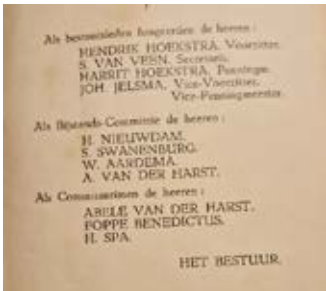 Als bestuursleden fungeerden de heeren :
HENDRIK HOEKSTRA, Voorzitter.
S. VAN VEEN, Secretaris.
HARRIT HOEKSTRA, Penningm.
JOH. JELSMA, Vice-Voorzitter.
Vice-Penningmeester.
Als Bijstands-Commissie de heeren :
H. NIEUWDAM.
S. SWANENBURG.
W. AARDEMA.
A. VAN DER HARST.
Als Commissarissen de heeren :
ABELE VAN DER HARST.
FOPPE BENEDICTUS.
H. SPA.
HET BESTUUR.